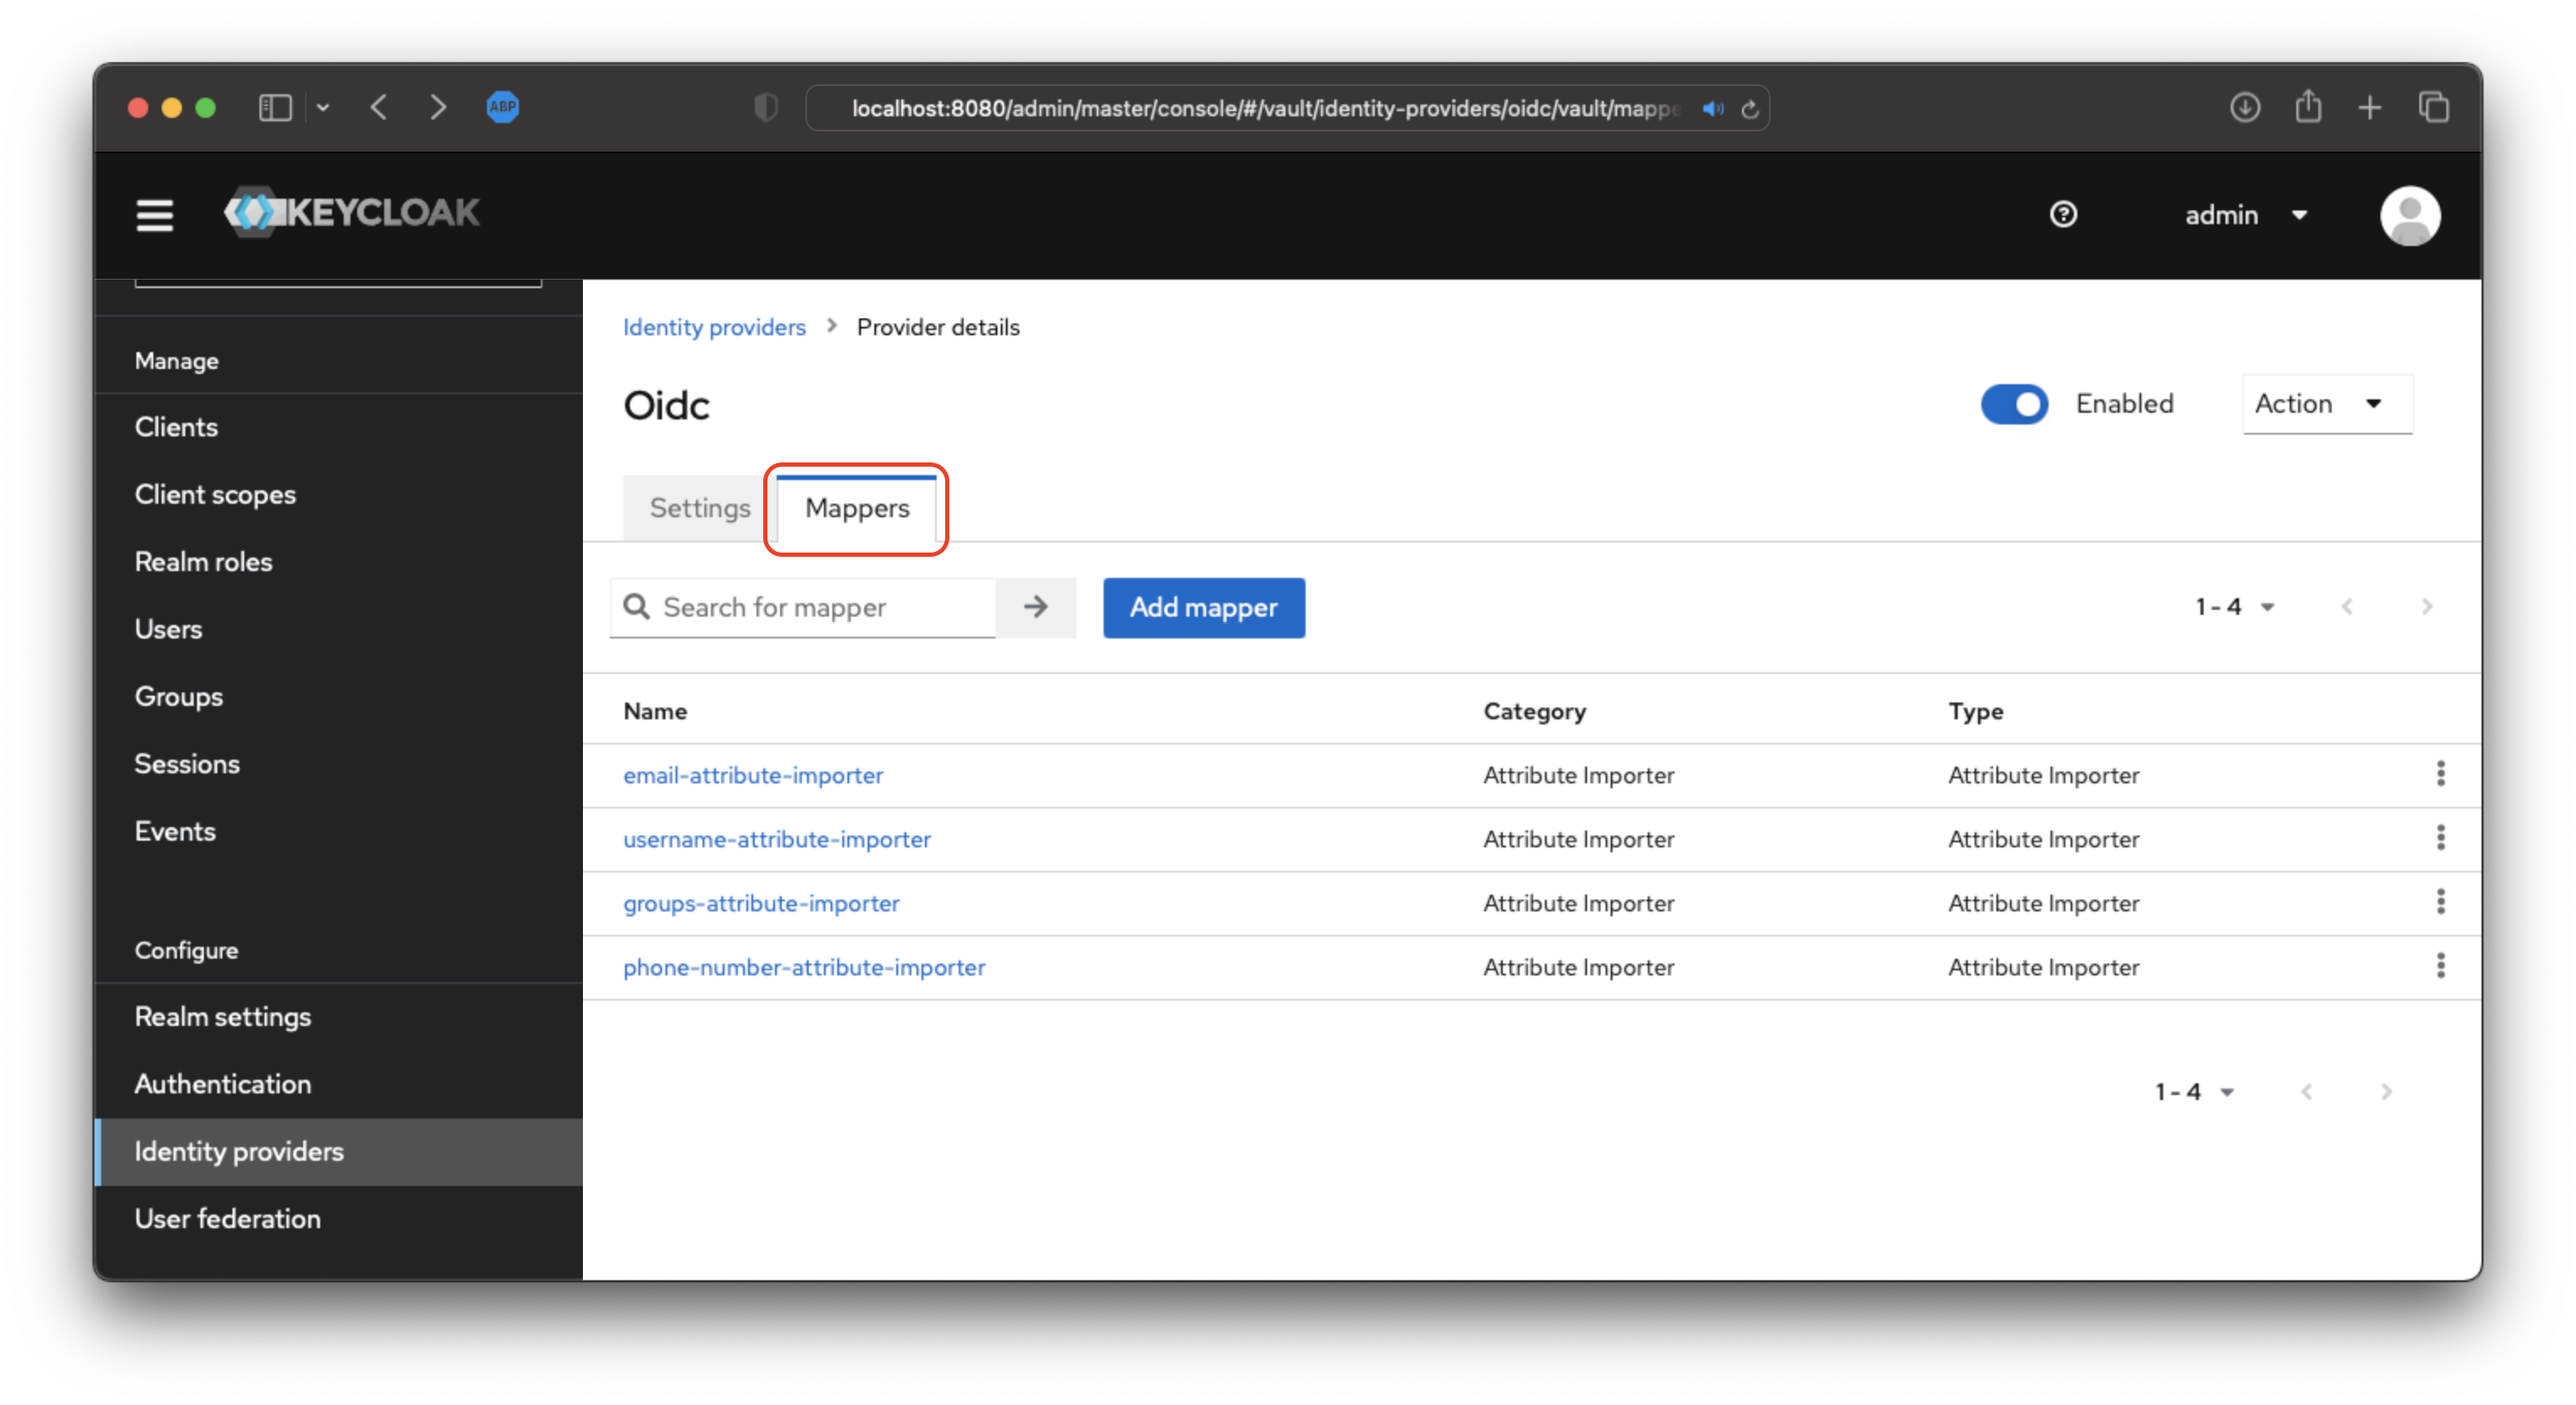 ABP
localhost:8080/admin/master/console/#/vault/identity-providers/oidc/vault/mappe
KEYCLOAK
admin
Manage
Clients
Client scopes
Realm roles
Users
Groups
Sessions
Events
Configure
Realm settings
Authentication
Identity providers
User federation
Identity providers > Provider details
Oidc
Enabled
Action
Settings
Mappers
Search for mapper
Add mapper
1 - 4
Name Category Type
email-attribute-importer Attribute Importer Attribute Importer
username-attribute-importer Attribute Importer Attribute Importer
groups-attribute-importer Attribute Importer Attribute Importer
phone-number-attribute-importer Attribute Importer Attribute Importer
1 - 4